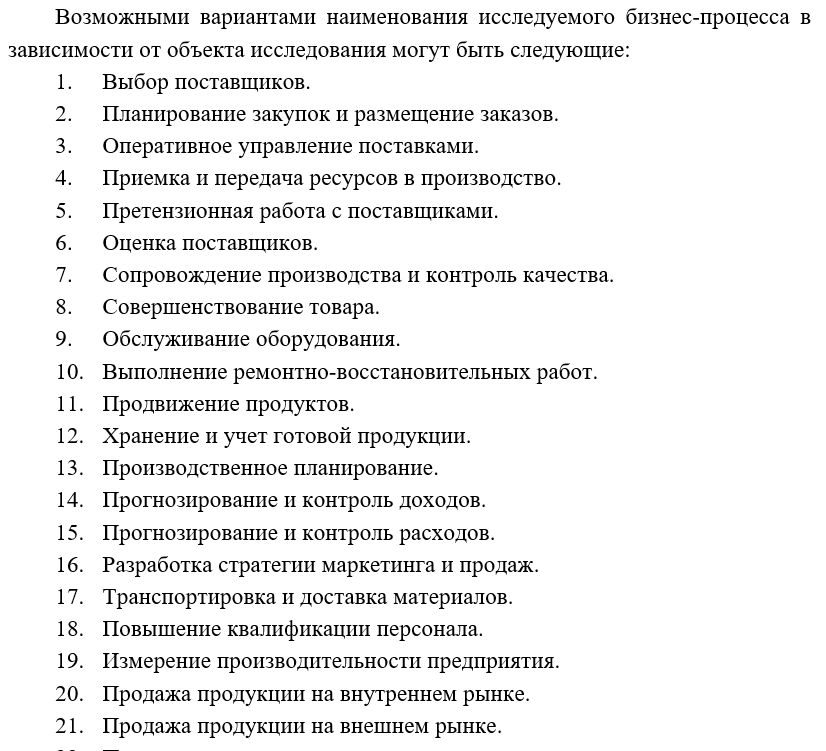 Возможными вариантами наименования исследуемого бизнес-процесса в
зависимости от объекта исследования могут быть следующие:
1. Выбор поставщиков.
2. Планирование закупок и размещение заказов.
3. Оперативное управление поставками.
4. Приемка и передача ресурсов в производство.
5. Претензионная работа с поставщиками.
6. Оценка поставщиков.
7. Сопровождение производства и контроль качества.
8. Совершенствование товара.
9. Обслуживание оборудования.
10. Выполнение ремонтно-восстановительных работ.
11. Продвижение продуктов.
12. Хранение и учет готовой продукции.
13. Производственное планирование.
14. Прогнозирование и контроль доходов.
15. Прогнозирование и контроль расходов.
16. Разработка стратегии маркетинга и продаж.
17. Транспортировка и доставка материалов.
18. Повышение квалификации персонала.
19. Измерение производительности предприятия.
20. Продажа продукции на внутреннем рынке.
21. Продажа продукции на внешнем рынке.